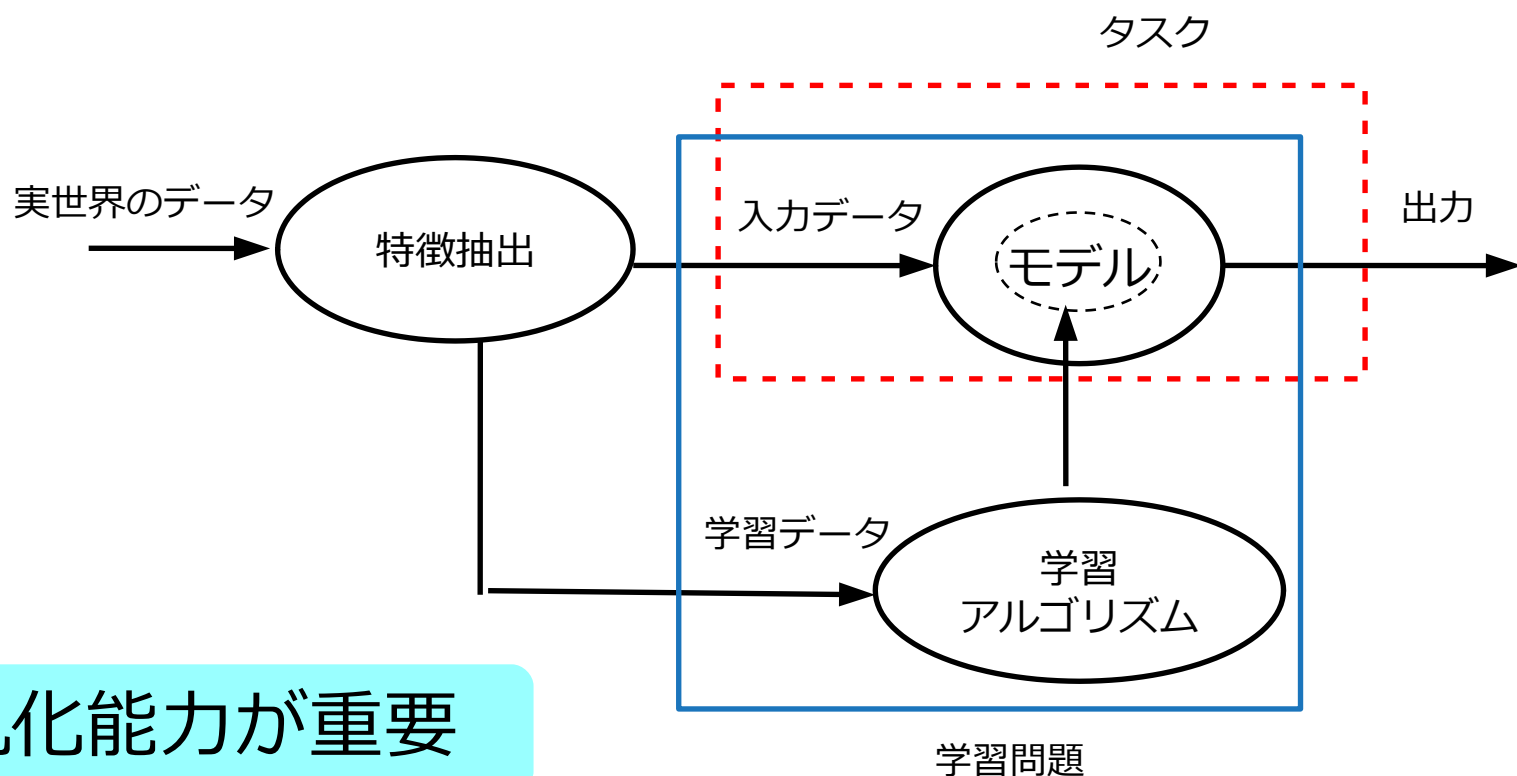 タスク
実世界のデータ
特徴抽出
入力データ
モデル
出力
学習データ
学習
アルゴリズム
化能力が重要
学習問題